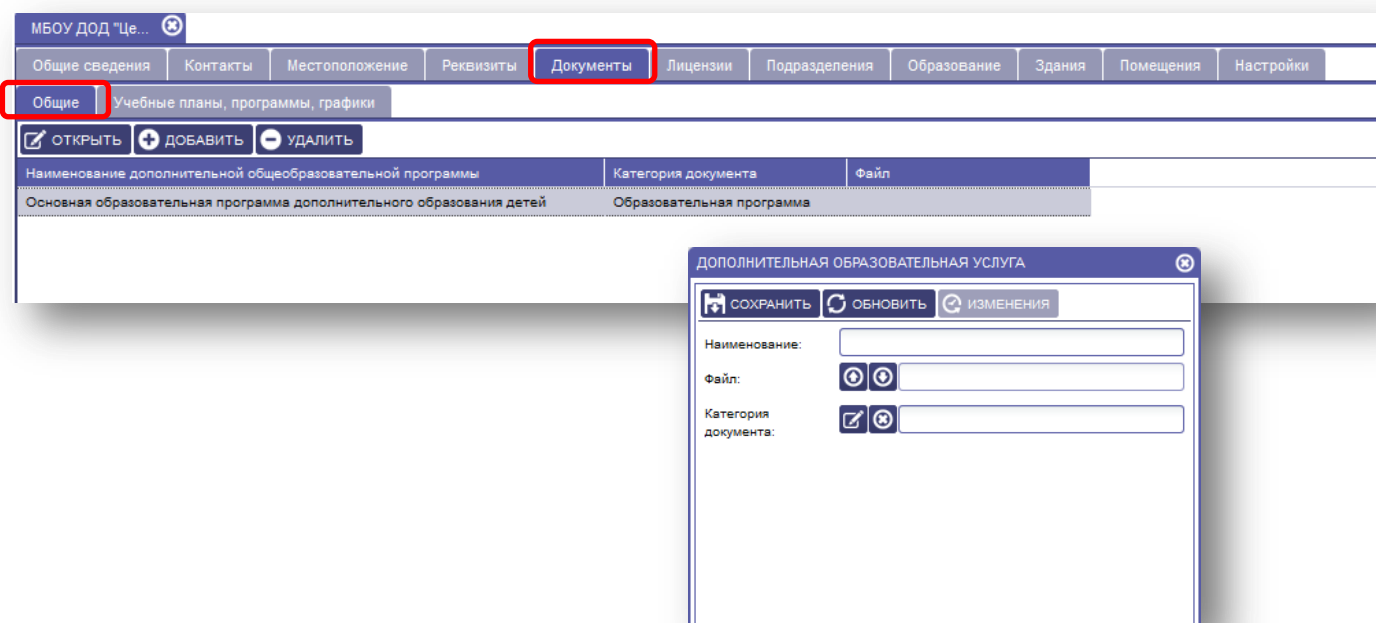 МБОУ ДОД "Це...
Общие сведения Контакты Местоположение Реквизиты Документы Лицензии Подразделения Образование Здания Помещения Настройки
Общие Учебные планы, программы, графики
ОТКРЫТЬ ДОБАВИТЬ УДАЛИТЬ
Наименование дополнительной общеобразовательной программы Категория документа Файл
Основная образовательная программа дополнительного образования детей Образовательная программа
ДОПОЛНИТЕЛЬНАЯ ОБРАЗОВАТЕЛЬНАЯ УСЛУГА
СОХРАНИТЬ ОБНОВИТЬ ИЗМЕНЕНИЯ
Наименование:
Файл:
Категория
документа: